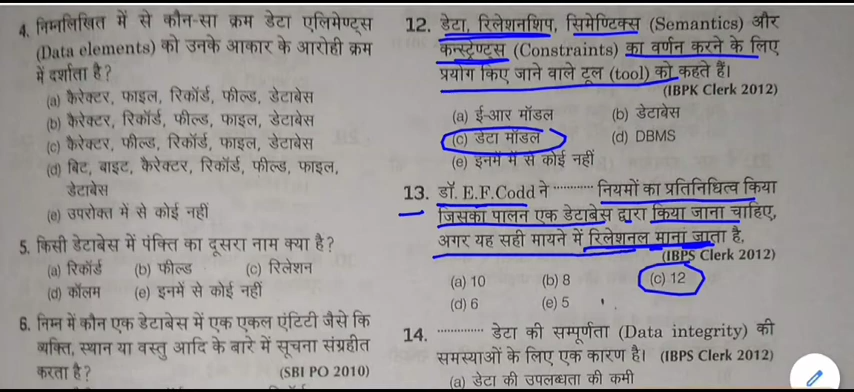 4. निम्नलिखित में से कौन-सा क्रम डेटा एलिमेण्ट्स
(Data elements) को उनके आकार के आरोही क्रम
में दर्शाता है?
(a) कैरेक्टर, फाइल, रिकॉर्ड, फील्ड, डेटाबेस
(b) कैरेक्टर, रिकॉर्ड, फील्ड, फाइल, डेटाबेस
(c) कैरेक्टर, फील्ड, रिकॉर्ड, फाइल, डेटाबेस
(d) बिट, बाइट, कैरेक्टर, रिकॉर्ड, फील्ड, फाइल,
डेटाबेस
(e) उपरोक्त में से कोई नहीं
5. किसी डेटाबेस में पंक्ति का दूसरा नाम क्या है?
(a) रिकॉर्ड (b) फील्ड (c) रिलेशन
(d) कॉलम (e) इनमें से कोई नहीं
6. निम्न में कौन एक डेटाबेस में एक एकल एंटिटी जैसे कि
व्यक्ति, स्थान या वस्तु आदि के बारे में सूचना संग्रहीत
करता है? (SBI PO 2010)
12. डेटा, रिलेशनशिप, सिमेण्टिक्स (Semantics) और
कन्स्ट्रेण्ट्स (Constraints) का वर्णन करने के लिए
प्रयोग किए जाने वाले टूल (tool) को कहते हैं।
(IBPK Clerk 2012)
(a) ई-आर मॉडल (b) डेटाबेस
(c) डेटा मॉडल (d) DBMS
(e) इनमें में से कोई नहीं
13. डॉ. E.F.Codd ने ............ नियमों का प्रतिनिधित्व किया
जिसका पालन एक डेटाबेस द्वारा किया जाना चाहिए,
अगर यह सही मायने में रिलेशनल माना जाता है,
(IBPS Clerk 2012)
(a) 10 (b) 8 (c) 12
(d) 6 (e) 5
14. ............ डेटा की सम्पूर्णता (Data integrity) की
समस्याओं के लिए एक कारण है। (IBPS Clerk 2012)
(a) डेटा की उपलब्धता की कमी